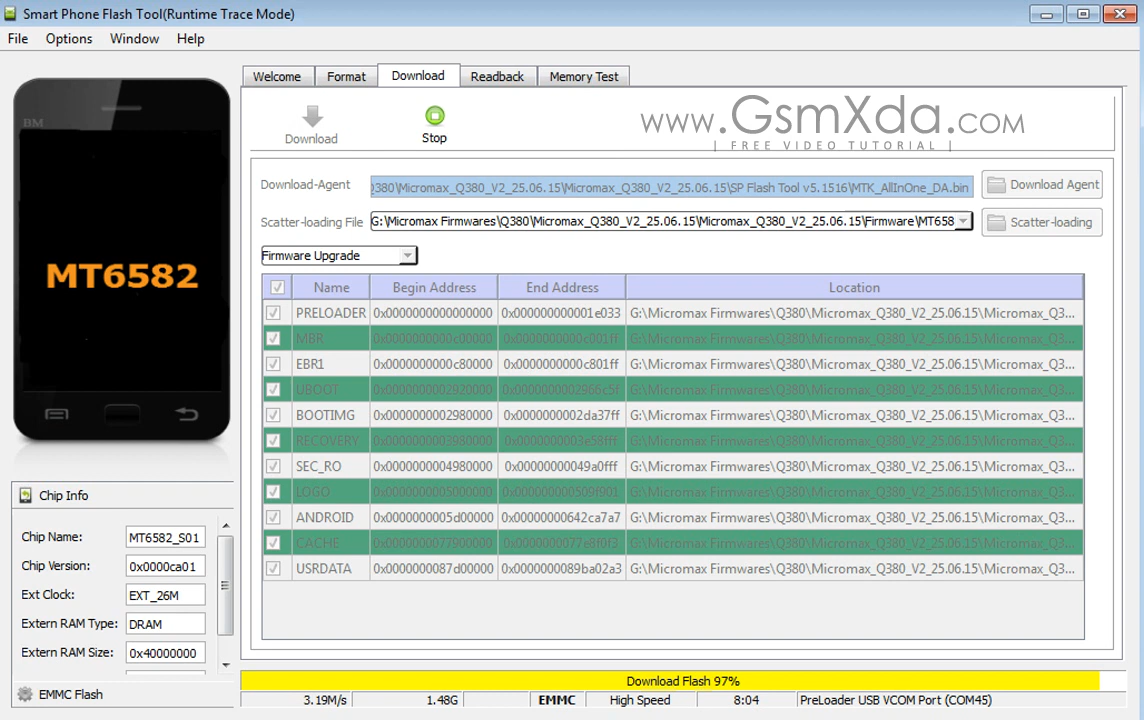 Smart Phone Flash Tool(Runtime Trace Mode)
File Options Window Help
Welcome Format Download Readback Memory Test
Download Stop
www.GsmXda.com
| FREE VIDEO TUTORIAL |
BM
MT6582
Download-Agent Q380\Micromax_Q380_V2_25.06.15\Micromax_Q380_V2_25.06.15\SP Flash Tool v5.1516\MTK_AllInOne_DA.bin Download Agent
Scatter-loading File G:\Micromax Firmwares\Q380\Micromax_Q380_V2_25.06.15\Micromax_Q380_V2_25.06.15\Firmware\MT658 Scatter-loading
Firmware Upgrade
Name Begin Address End Address Location
PRELOADER 0x0000000000000000 0x000000000001e033 G:\Micromax Firmwares\Q380\Micromax_Q380_V2_25.06.15\Micromax_Q3...
MBR 0x0000000000c00000 0x0000000000c001ff G:\Micromax Firmwares\Q380\Micromax_Q380_V2_25.06.15\Micromax_Q3...
EBR1 0x0000000000c80000 0x0000000000c801ff G:\Micromax Firmwares\Q380\Micromax_Q380_V2_25.06.15\Micromax_Q3...
UBOOT 0x0000000002920000 0x0000000002966c5f G:\Micromax Firmwares\Q380\Micromax_Q380_V2_25.06.15\Micromax_Q3...
BOOTIMG 0x0000000002980000 0x0000000002da37ff G:\Micromax Firmwares\Q380\Micromax_Q380_V2_25.06.15\Micromax_Q3...
RECOVERY 0x0000000003980000 0x0000000003e58fff G:\Micromax Firmwares\Q380\Micromax_Q380_V2_25.06.15\Micromax_Q3...
SEC_RO 0x0000000004980000 0x00000000049a0fff G:\Micromax Firmwares\Q380\Micromax_Q380_V2_25.06.15\Micromax_Q3...
LOGO 0x0000000005000000 0x000000000509f901 G:\Micromax Firmwares\Q380\Micromax_Q380_V2_25.06.15\Micromax_Q3...
ANDROID 0x0000000005d00000 0x00000000642ca7a7 G:\Micromax Firmwares\Q380\Micromax_Q380_V2_25.06.15\Micromax_Q3...
CACHE 0x0000000077900000 0x0000000077e8f0f3 G:\Micromax Firmwares\Q380\Micromax_Q380_V2_25.06.15\Micromax_Q3...
USRDATA 0x0000000087d00000 0x0000000089ba02a3 G:\Micromax Firmwares\Q380\Micromax_Q380_V2_25.06.15\Micromax_Q3...
Chip Info
Chip Name: MT6582_S01
Chip Version: 0x0000ca01
Ext Clock: EXT_26M
Extern RAM Type: DRAM
Extern RAM Size: 0x40000000
EMMC Flash
Download Flash 97%
3.19M/s 1.48G EMMC High Speed 8:04 PreLoader USB VCOM Port (COM45)